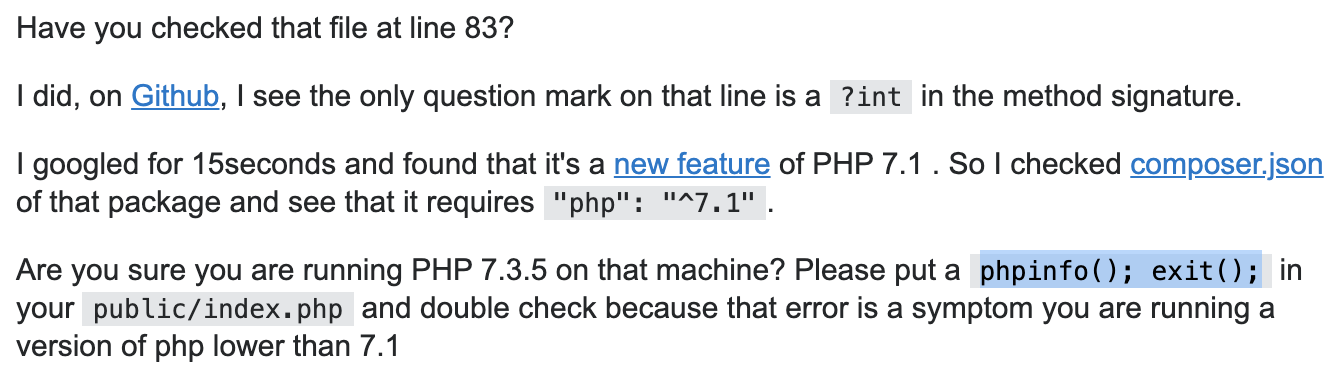 Have you checked that file at line 83?
I did, on Github, I see the only question mark on that line is a ?int in the method signature.
I googled for 15seconds and found that it's a new feature of PHP 7.1 . So I checked composer.json
of that package and see that it requires "php": "^7.1" .
Are you sure you are running PHP 7.3.5 on that machine? Please put a phpinfo(); exit(); in
your public/index.php and double check because that error is a symptom you are running a
version of php lower than 7.1